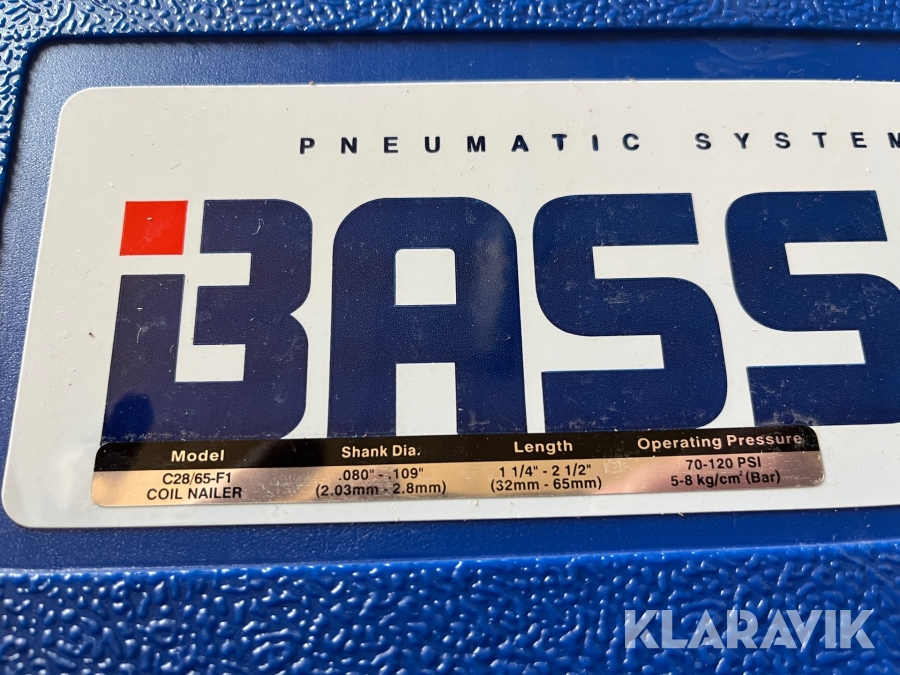 PNEUMATIC SYSTEM
BASS
Model Shank Dia. Length Operating Pressure
C28/65-F1 .080" - .109" 1 1/4" - 2 1/2" 70-120 PSI
COIL NAILER (2.03mm - 2.8mm) (32mm - 65mm) 5-8 kg/cm² (Bar)
KLARAVIK